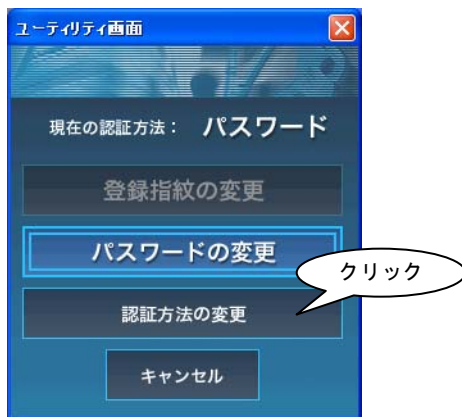 ユーティリティ画面
現在の認証方法： パスワード
登録指紋の変更
パスワードの変更
クリック
認証方法の変更
キャンセル